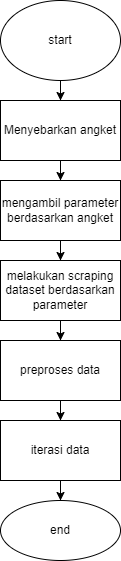 start
Menyebarkan angket
mengambil parameter
berdasarkan angket
melakukan scraping
dataset berdasarkan
parameter
preproses data
iterasi data
end